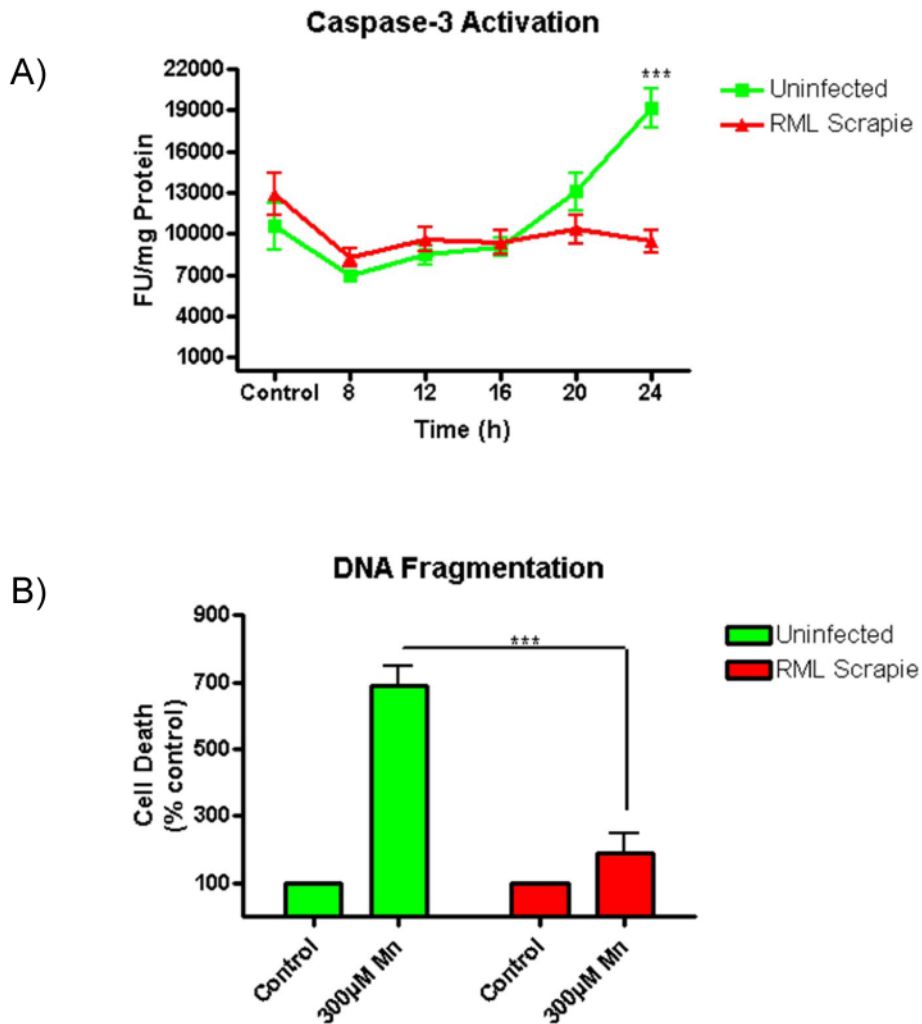 A)
Caspase-3 Activation
22000
19000
16000
13000
10000
7000
4000
1000
FU/mg Protein
***
Uninfected
RML Scrapie
Control 8 12 16 20 24
Time (h)
B)
DNA Fragmentation
900
700
500
300
100
Cell Death
(% control)
***
Uninfected
RML Scrapie
Control
300µM Mn
Control
300µM Mn